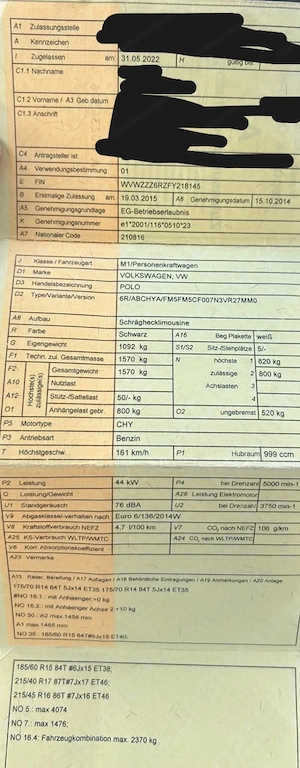 A1 Zulassungsstelle
A Kennzeichen
I Zugelassen am: 31.05.2022 H gültig bis:
C1.1 Nachname
C1.2 Vorname / A3 Geb.datum
C1.3 Anschrift
C4 Antragsteller ist:
A4 Verwendungsbestimmung 01
E FIN WVWZZZ6RZFY218145
B Erstmalige Zulassung am: 19.03.2015 A6 Genehmigungsdatum 15.10.2014
A5 Genehmigungsgrundlage EG-Betriebserlaubnis
K Genehmigungsnummer e1*2001/116*0510*23
A7 Nationaler Code 210816
J Klasse / Fahrzeugart M1/Personenkraftwagen
D1 Marke VOLKSWAGEN, VW
D3 Handelsbezeichnung POLO
D2 Type/Variante/Version 6R/ABCHYA/FM5FM5CF007N3VR27MM0
A8 Aufbau Schräghecklimousine
R Farbe Schwarz A16 Beg.Plakette weiß
G Eigengewicht 1092 kg S1/S2 Sitz-/Stehplätze 5/-
F1 Techn. zul. Gesamtmasse 1570 kg N höchste 1 820 kg
F2 Höchste(s) zulässige(s) Gesamtgewicht 1570 kg zulässige 2 800 kg
A10 Nutzlast Achslasten 3
A12 Stütz-/Sattellast 50/- kg 4
O1 Anhängelast gebr. 800 kg O2 ungebremst 520 kg
P5 Motortype CHY
P3 Antriebsart Benzin
T Höchstgeschw. 161 km/h P1 Hubraum 999 ccm
P2 Leistung 44 kW P4 bei Drehzahl 5000 min-1
Q Leistung/Gewicht A26 Leistung Elektromotor
U1 Standgeräusch 76 dBA U2 bei Drehzahl 3750 min-1
V9 Abgasklasse/verhalten nach Euro 6/136/2014W
V8 Kraftstoffverbrauch NEFZ 4,7 l/100 km V7 CO2 nach NEFZ 106 g/km
A25 KS-Verbrauch WLTP/WMTC A24 CO2 nach WLTP/WMTC
V6 Korr. Absorptionskoeffizient
A23 Vermerke
A13 Räder, Bereifung / A17 Auflagen / A18 Behördliche Eintragungen / A19 Anmerkungen / A20 Anlage
175/70 R14 84T 5Jx14 ET35 175/70 R14 84T 5Jx14 ET35
#NO 16.1.: mit Anhaenger:+0 kg
NO 16.2.: mit Anhaenger Achse 2:+10 kg
NO 30.: A2 max.1456 mm
A1 max.1465 mm
NO 35.: 185/60 R15 84T#6Jx15 ET40;
185/60 R15 84T #6Jx15 ET38;
215/40 R17 87T#7Jx17 ET46;
215/45 R16 86T #7Jx16 ET46
NO 5.: max 4074
NO 7.: max 1476;
NO 16.4: Fahrzeugkombination max. 2370 kg